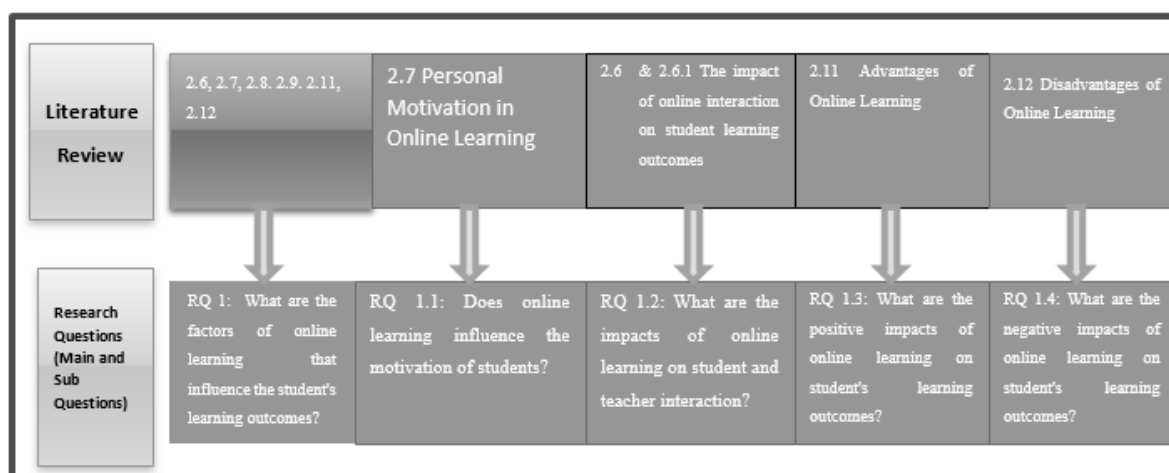 Literature
Review
2.6, 2.7, 2.8. 2.9. 2.11,
2.12
2.7 Personal
Motivation in
Online Learning
2.6 & 2.6.1 The impact
of online interaction
on student learning
outcomes
2.11 Advantages of
Online Learning
2.12 Disadvantages of
Online Learning
Research
Questions
(Main and
Sub
Questions)
RQ 1: What are the
factors of online
learning that
influence the student's
learning outcomes?
RQ 1.1: Does online
learning influence the
motivation of students?
RQ 1.2: What are the
impacts of online
learning on student and
teacher interaction?
RQ 1.3: What are the
positive impacts of
online learning on
student's learning
outcomes?
RQ 1.4: What are the
negative impacts of
online learning on
student's learning
outcomes?